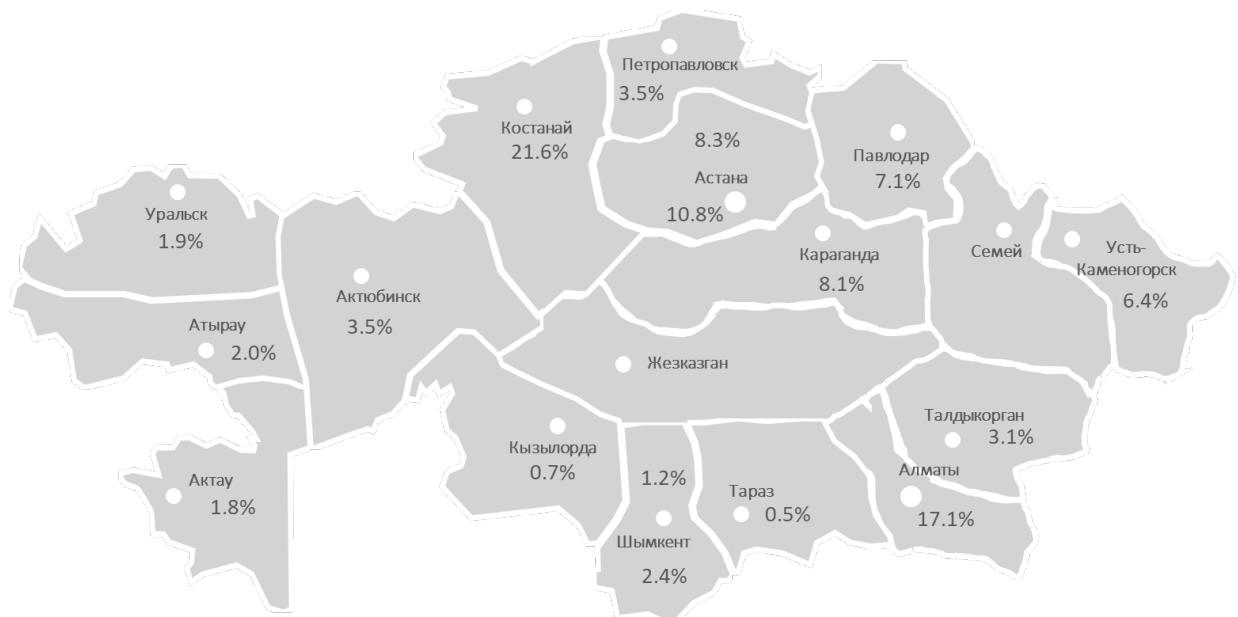 Петропавловск
3.5%
Костанай
21.6%
8.3%
Астана
10.8%
Павлодар
7.1%
Уральск
1.9%
Актюбинск
3.5%
Караганда
8.1%
Семей
Усть-
Каменогорск
6.4%
Атырау
2.0%
Жезказган
Талдыкорган
3.1%
Кызылорда
0.7%
Актау
1.8%
1.2%
Шымкент
2.4%
Тараз
0.5%
Алматы
17.1%